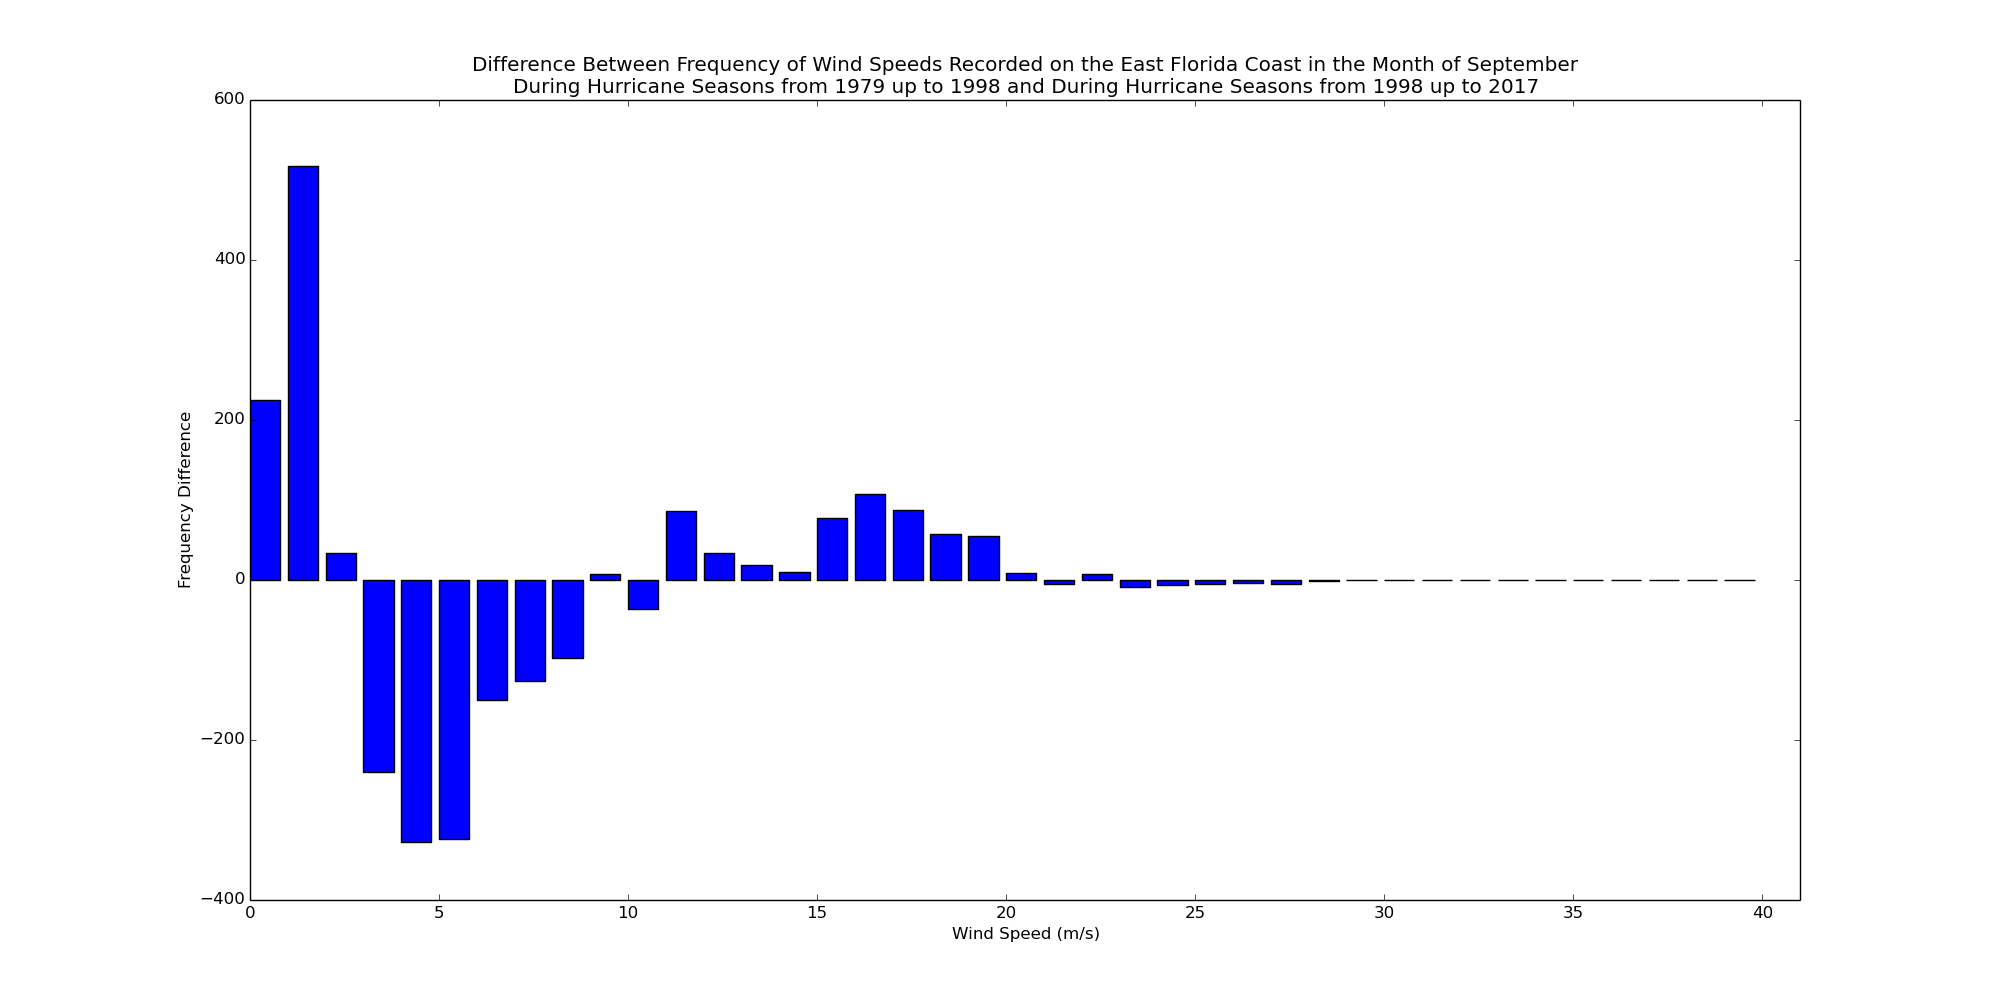 Difference Between Frequency of Wind Speeds Recorded on the East Florida Coast in the Month of September
During Hurricane Seasons from 1979 up to 1998 and During Hurricane Seasons from 1998 up to 2017
600
400
200
0
−200
−400
Frequency Difference
0 5 10 15 20 25 30 35 40
Wind Speed (m/s)